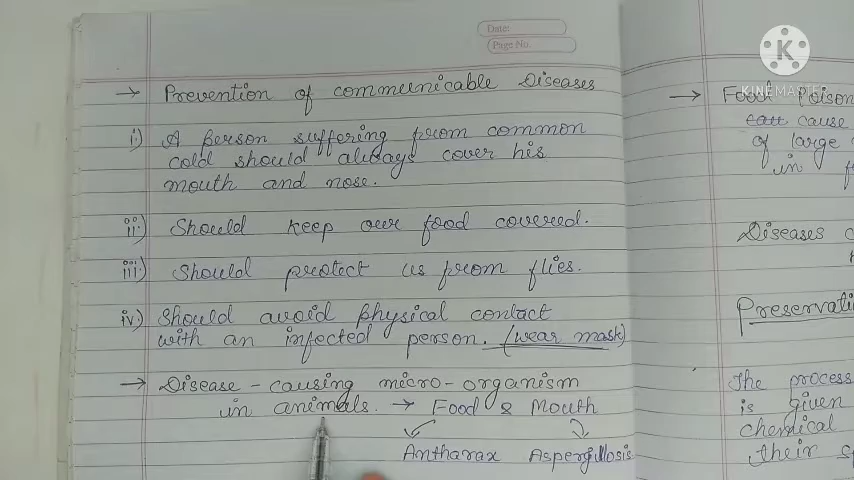 Date:
Page No.
K
KINEMASTER
→ Prevention of communicable Diseases
i) A person suffering from common
cold should always cover his
mouth and nose.
ii) Should keep our food covered.
iii) Should protect us from flies.
iv) Should avoid physical contact
with an infected person. (wear mask)
→ Disease-causing micro-organism
in animals. → Food & Mouth
Antharax Aspergillosis
→ Food Poison
cause
of large
in
Diseases
Preservati
The process
is given
chemical
their